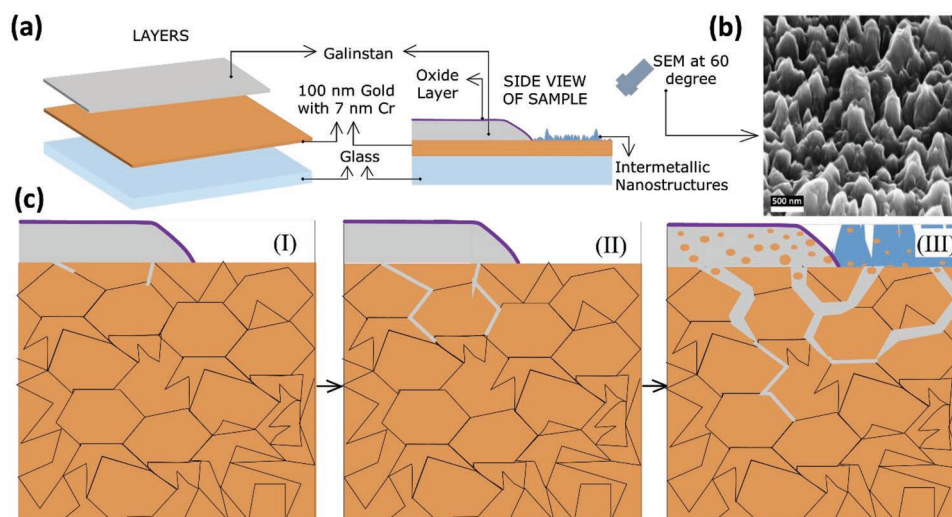 (a)
LAYERS
Galinstan
100 nm Gold
with 7 nm Cr
Glass
Oxide
Layer
SIDE VIEW
OF SAMPLE
Intermetallic
Nanostructures
SEM at 60
degree
(b)
500 nm
(c)
(I)
(II)
(III)